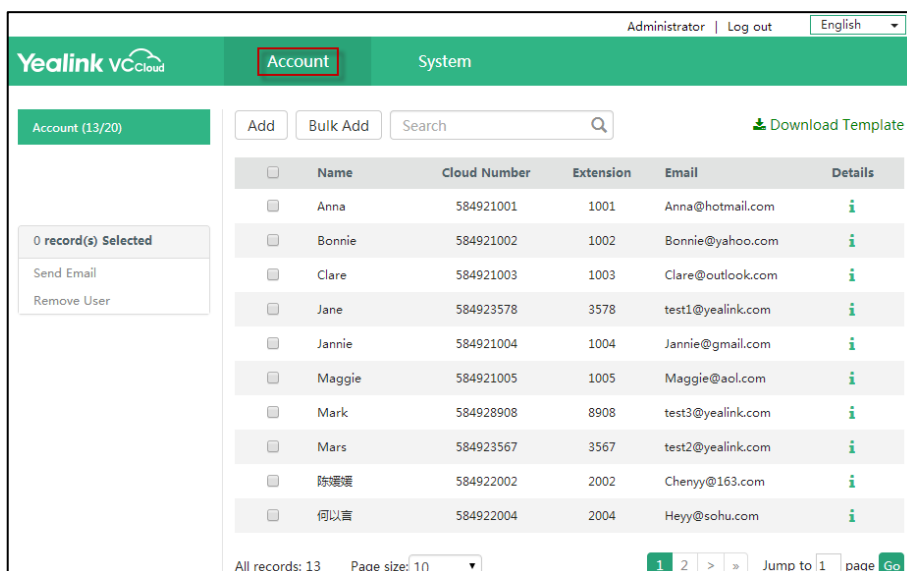 Administrator | Log out English
Yealink VCCloud Account System
Account (13/20) Add Bulk Add Search Download Template
Name Cloud Number Extension Email Details
Anna 584921001 1001 Anna@hotmail.com
0 record(s) Selected Bonnie 584921002 1002 Bonnie@yahoo.com
Send Email Clare 584921003 1003 Clare@outlook.com
Remove User Jane 584923578 3578 test1@yealink.com
Jannie 584921004 1004 Jannie@gmail.com
Maggie 584921005 1005 Maggie@aol.com
Mark 584928908 8908 test3@yealink.com
Mars 584923567 3567 test2@yealink.com
陈媛媛 584922002 2002 Chenyy@163.com
何以言 584922004 2004 Heyy@sohu.com
All records: 13 Page size: 10 1 2 > » Jump to 1 page Go